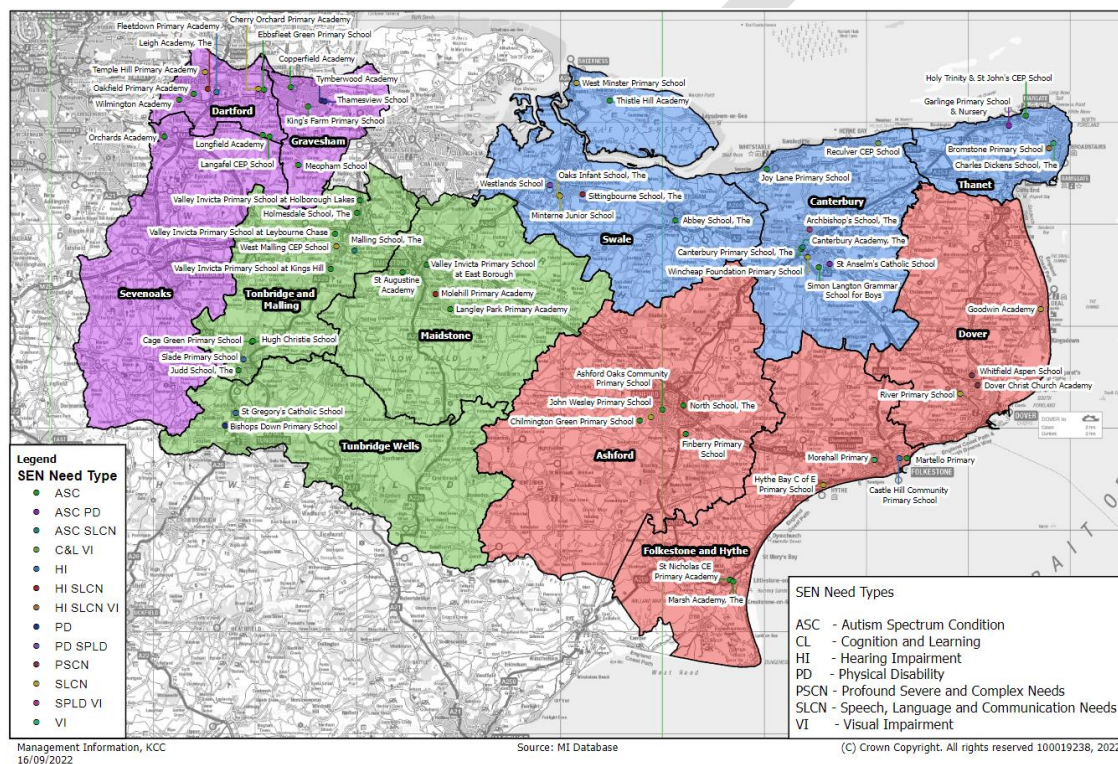 Fleetdown Primary Academy
Cherry Orchard Primary Academy
Leigh Academy, The
Ebbsfleet Green Primary School
Copperfield Academy
Temple Hill Primary Academy
Tymberwood Academy
Oakfield Primary Academy
Thamesview School
Wilmington Academy
Dartford
King's Farm Primary School
Orchards Academy
Longfield Academy
Gravesham
Langafel CEP School
Meopham School
West Minster Primary School
Thistle Hill Academy
Holy Trinity & St John's CEP School
Garlinge Primary School
& Nursery
Reculver CEP School
Bromstone Primary School
Charles Dickens School, The
Thanet
Joy Lane Primary School
Oaks Infant School, The
Westlands School
Sittingbourne School, The
Minterne Junior School
Canterbury
Archbishop's School, The
Abbey School, The
Swale
Canterbury Primary School, The
Canterbury Academy, The
Wincheap Foundation Primary School
St Anselm's Catholic School
Simon Langton Grammar
School for Boys
Valley Invicta Primary School at Holborough Lakes
Holmesdale School, The
Valley Invicta Primary School at Leybourne Chase
West Malling CEP School
Malling School, The
Valley Invicta Primary School at Kings Hill
Valley Invicta Primary School
at East Borough
St Augustine
Academy
Molehill Primary Academy
Langley Park Primary Academy
Sevenoaks
Tonbridge and
Malling
Maidstone
Cage Green Primary School
Hugh Christie School
Slade Primary School
Judd School, The
St Gregory's Catholic School
Bishops Down Primary School
Tunbridge Wells
Goodwin Academy
Dover
Whitfield Aspen School
Dover Christ Church Academy
River Primary School
DOVER
Ashford Oaks Community
Primary School
John Wesley Primary School
North School, The
Chilmington Green Primary School
Finberry Primary
School
Ashford
Morehall Primary
Martello Primary
FOLKESTONE
Hythe Bay C of E
Primary School
Castle Hill Community
Primary School
Folkestone and Hythe
St Nicholas CE
Primary Academy
Marsh Academy, The
Legend
SEN Need Type
ASC
ASC PD
ASC SLCN
C&L VI
HI
HI SLCN
HI SLCN VI
PD
PD SPLD
PSCN
SLCN
SPLD VI
VI
SEN Need Types
ASC - Autism Spectrum Condition
CL - Cognition and Learning
HI - Hearing Impairment
PD - Physical Disability
PSCN - Profound Severe and Complex Needs
SLCN - Speech, Language and Communication Needs
VI - Visual Impairment
Management Information, KCC
16/09/2022
Source: MI Database
(C) Crown Copyright. All rights reserved 100019238, 2022